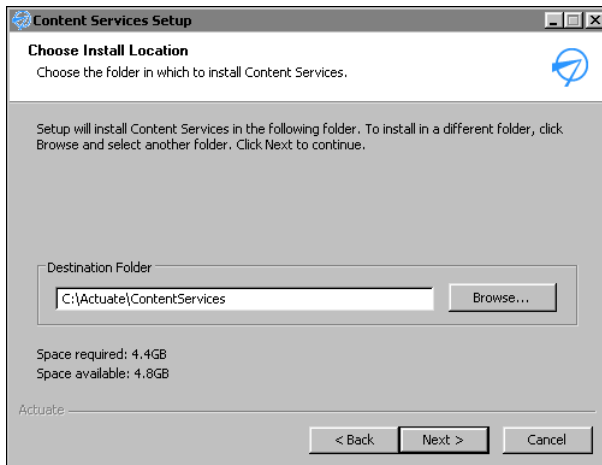 Content Services Setup
Choose Install Location
Choose the folder in which to install Content Services.
Setup will install Content Services in the following folder. To install in a different folder, click
Browse and select another folder. Click Next to continue.
Destination Folder
C:\Actuate\ContentServices
Browse...
Space required: 4.4GB
Space available: 4.8GB
Actuate
< Back
Next >
Cancel